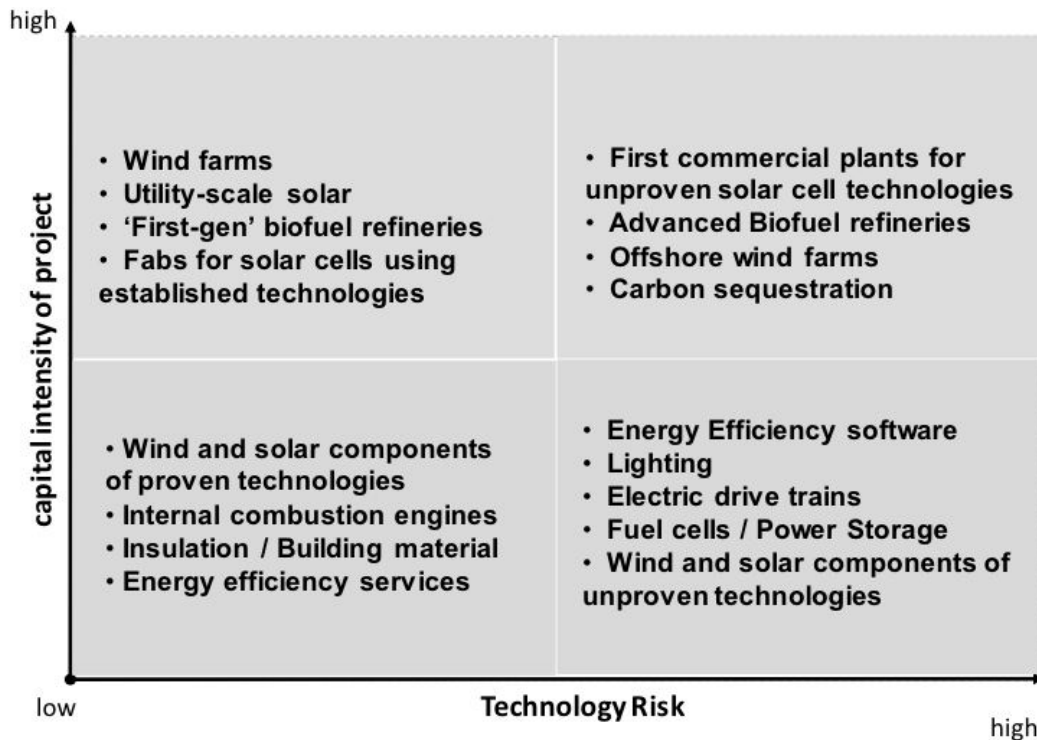 high
capital intensity of project
• Wind farms
• Utility-scale solar
• ‘First-gen’ biofuel refineries
• Fabs for solar cells using
established technologies
• First commercial plants for
unproven solar cell technologies
• Advanced Biofuel refineries
• Offshore wind farms
• Carbon sequestration
• Wind and solar components
of proven technologies
• Internal combustion engines
• Insulation / Building material
• Energy efficiency services
• Energy Efficiency software
• Lighting
• Electric drive trains
• Fuel cells / Power Storage
• Wind and solar components of
unproven technologies
low
Technology Risk
high